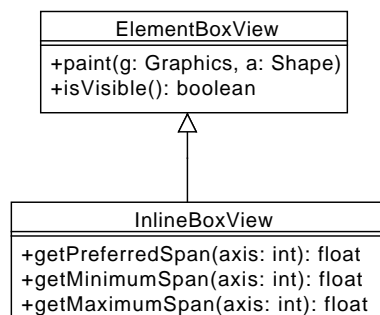 ElementBoxView
+paint(g: Graphics, a: Shape)
+isVisible(): boolean
InlineBoxView
+getPreferredSpan(axis: int): float
+getMinimumSpan(axis: int): float
+getMaximumSpan(axis: int): float